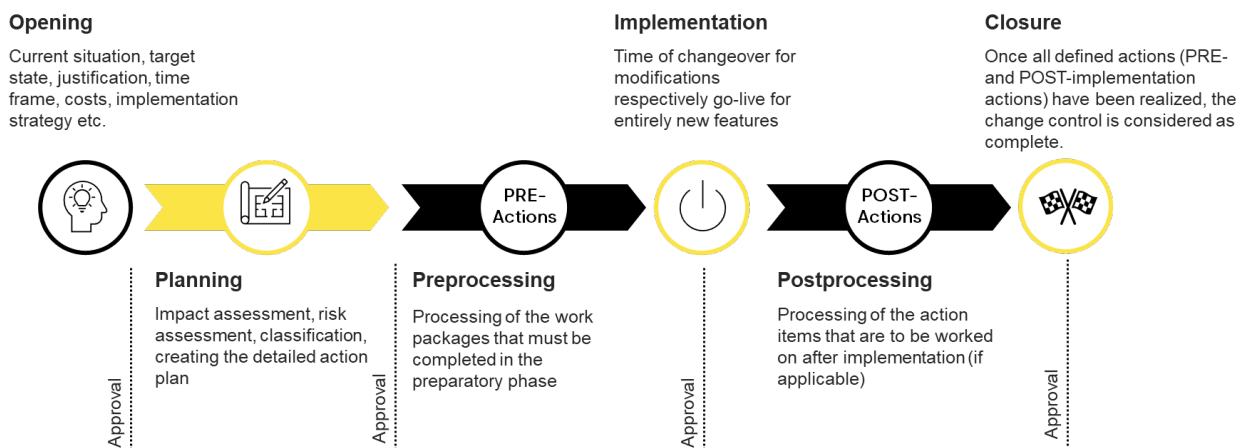 Opening
Current situation, target
state, justification, time
frame, costs, implementation
strategy etc.
Implementation
Time of changeover for
modifications
respectively go-live for
entirely new features
Closure
Once all defined actions (PRE-
and POST-implementation
actions) have been realized, the
change control is considered as
complete.
PRE-
Actions
POST-
Actions
Planning
Impact assessment, risk
assessment, classification,
creating the detailed action
plan
Preprocessing
Processing of the work
packages that must be
completed in the
preparatory phase
Postprocessing
Processing of the action
items that are to be worked
on after implementation (if
applicable)
Approval
Approval
Approval
Approval